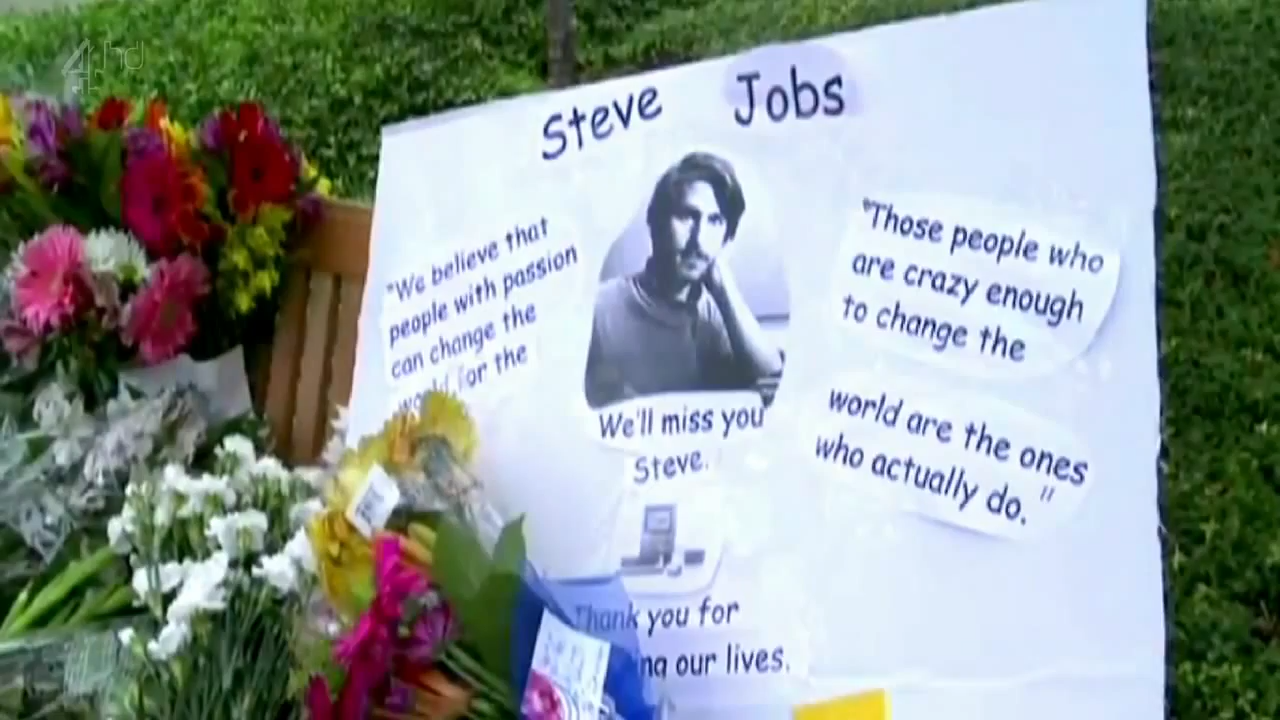 4hd
Steve Jobs
"We believe that
people with passion
can change the
world for the
"Those people who
are crazy enough
to change the
world are the ones
who actually do."
We'll miss you
Steve.
Thank you for
our lives.